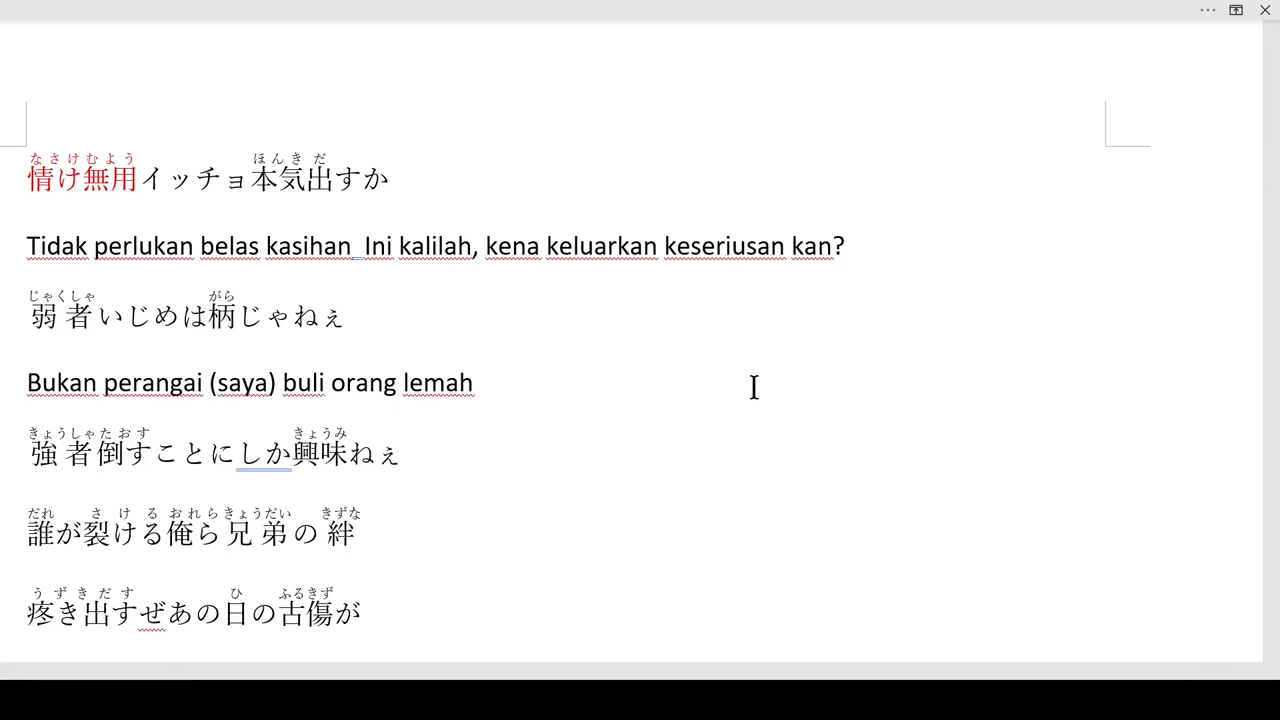 なさけむよう ほんきだ
情け無用イッチョ本気出すか
Tidak perlukan belas kasihan  Ini kalilah, kena keluarkan keseriusan kan?
じゃくしゃ がら
弱者いじめは柄じゃねぇ
Bukan perangai (saya) buli orang lemah
きょうしゃたおす きょうみ
強者倒すことにしか興味ねぇ
だれ さける おれらきょうだい きずな
誰が裂ける俺ら兄弟の絆
うずきだす ひ ふるきず
疼き出すぜあの日の古傷が